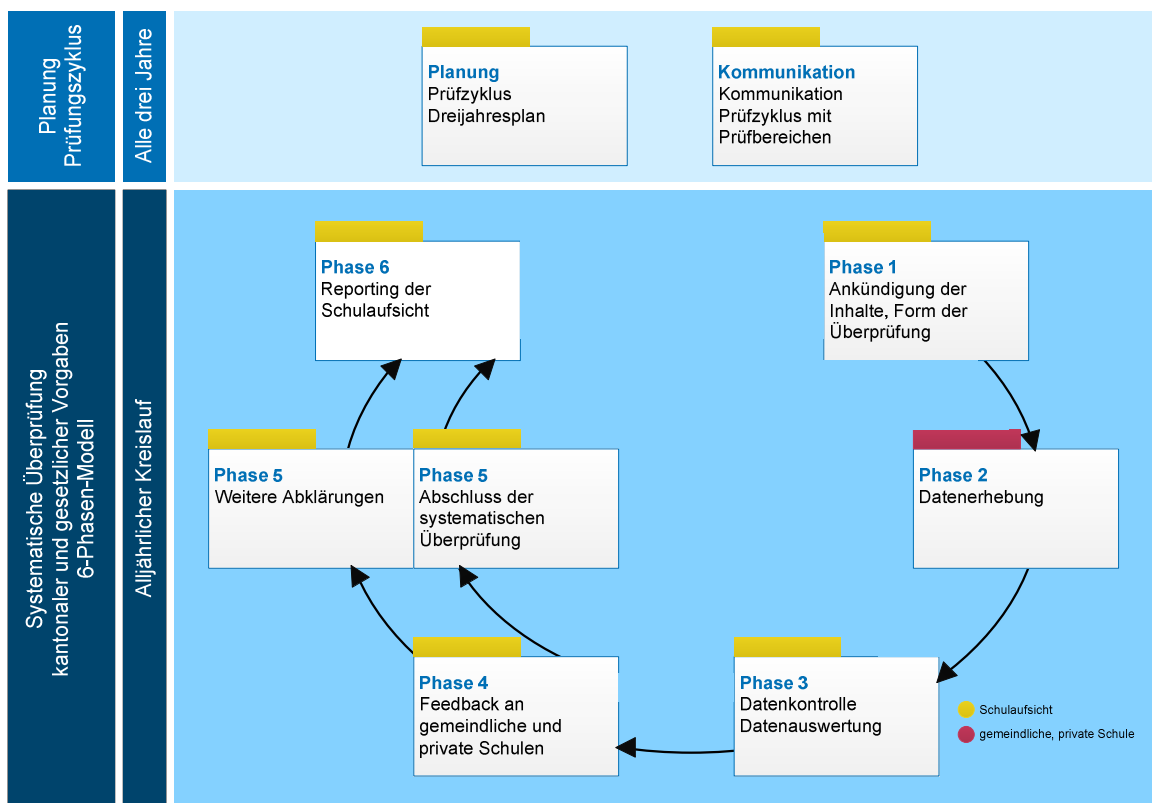 Planung
Prüfungszyklus
Alle drei Jahre
Planung
Prüfzyklus
Dreijahresplan
Kommunikation
Kommunikation
Prüfzyklus mit
Prüfbereichen
Systematische Überprüfung
kantonaler und gesetzlicher Vorgaben
6-Phasen-Modell
Alljährlicher Kreislauf
Phase 6
Reporting der
Schulaufsicht
Phase 1
Ankündigung der
Inhalte, Form der
Überprüfung
Phase 5
Weitere Abklärungen
Phase 5
Abschluss der
systematischen
Überprüfung
Phase 2
Datenerhebung
Phase 4
Feedback an
gemeindliche und
private Schulen
Phase 3
Datenkontrolle
Datenauswertung
Schulaufsicht
gemeindliche, private Schule